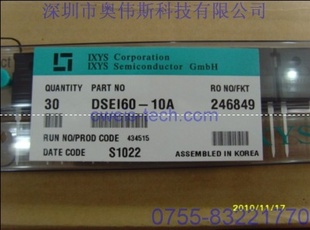 深圳市奥伟斯科技有限公司
IXYS Corporation
IXYS Semiconductor GmbH
QUANTITY PART NO RO NO/FKT
30 DSEI60-10A 246849
RUN NO/PROD CODE 434515
DATE CODE S1022 ASSEMBLED IN KOREA
IXYS
2010/11/17
0755-83221770